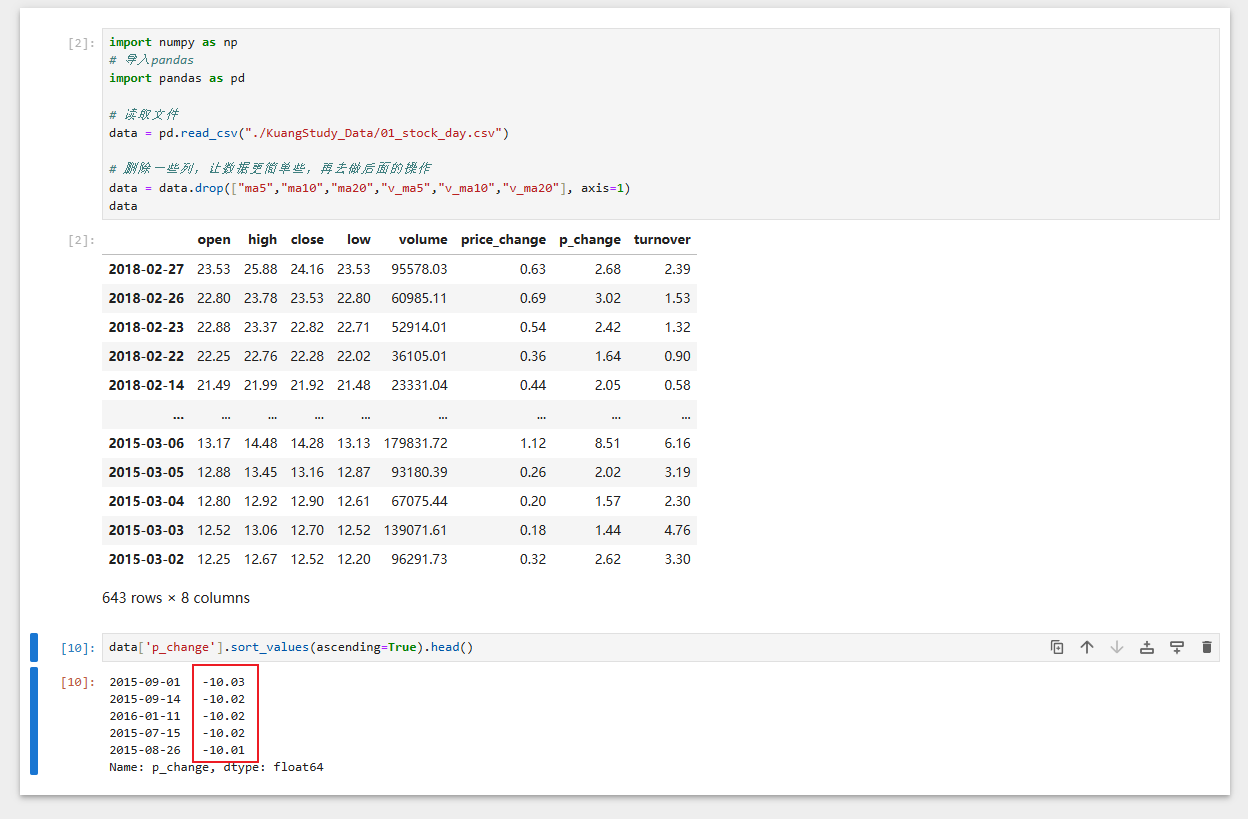 [2]: import numpy as np
# 导入pandas
import pandas as pd
# 读取文件
data = pd.read_csv("./KuangStudy_Data/01_stock_day.csv")
# 删除一些列，让数据更简单些，再去做后面的操作
data = data.drop(["ma5","ma10","ma20","v_ma5","v_ma10","v_ma20"], axis=1)
data
[2]: open high close low volume price_change p_change turnover
2018-02-27 23.53 25.88 24.16 23.53 95578.03 0.63 2.68 2.39
2018-02-26 22.80 23.78 23.53 22.80 60985.11 0.69 3.02 1.53
2018-02-23 22.88 23.37 22.82 22.71 52914.01 0.54 2.42 1.32
2018-02-22 22.25 22.76 22.28 22.02 36105.01 0.36 1.64 0.90
2018-02-14 21.49 21.99 21.92 21.48 23331.04 0.44 2.05 0.58
... ... ... ... ... ... ... ... ...
2015-03-06 13.17 14.48 14.28 13.13 179831.72 1.12 8.51 6.16
2015-03-05 12.88 13.45 13.16 12.87 93180.39 0.26 2.02 3.19
2015-03-04 12.80 12.92 12.90 12.61 67075.44 0.20 1.57 2.30
2015-03-03 12.52 13.06 12.70 12.52 139071.61 0.18 1.44 4.76
2015-03-02 12.25 12.67 12.52 12.20 96291.73 0.32 2.62 3.30
643 rows × 8 columns
[10]: data['p_change'].sort_values(ascending=True).head()
[10]: 2015-09-01 -10.03
2015-09-14 -10.02
2016-01-11 -10.02
2015-07-15 -10.02
2015-08-26 -10.01
Name: p_change, dtype: float64